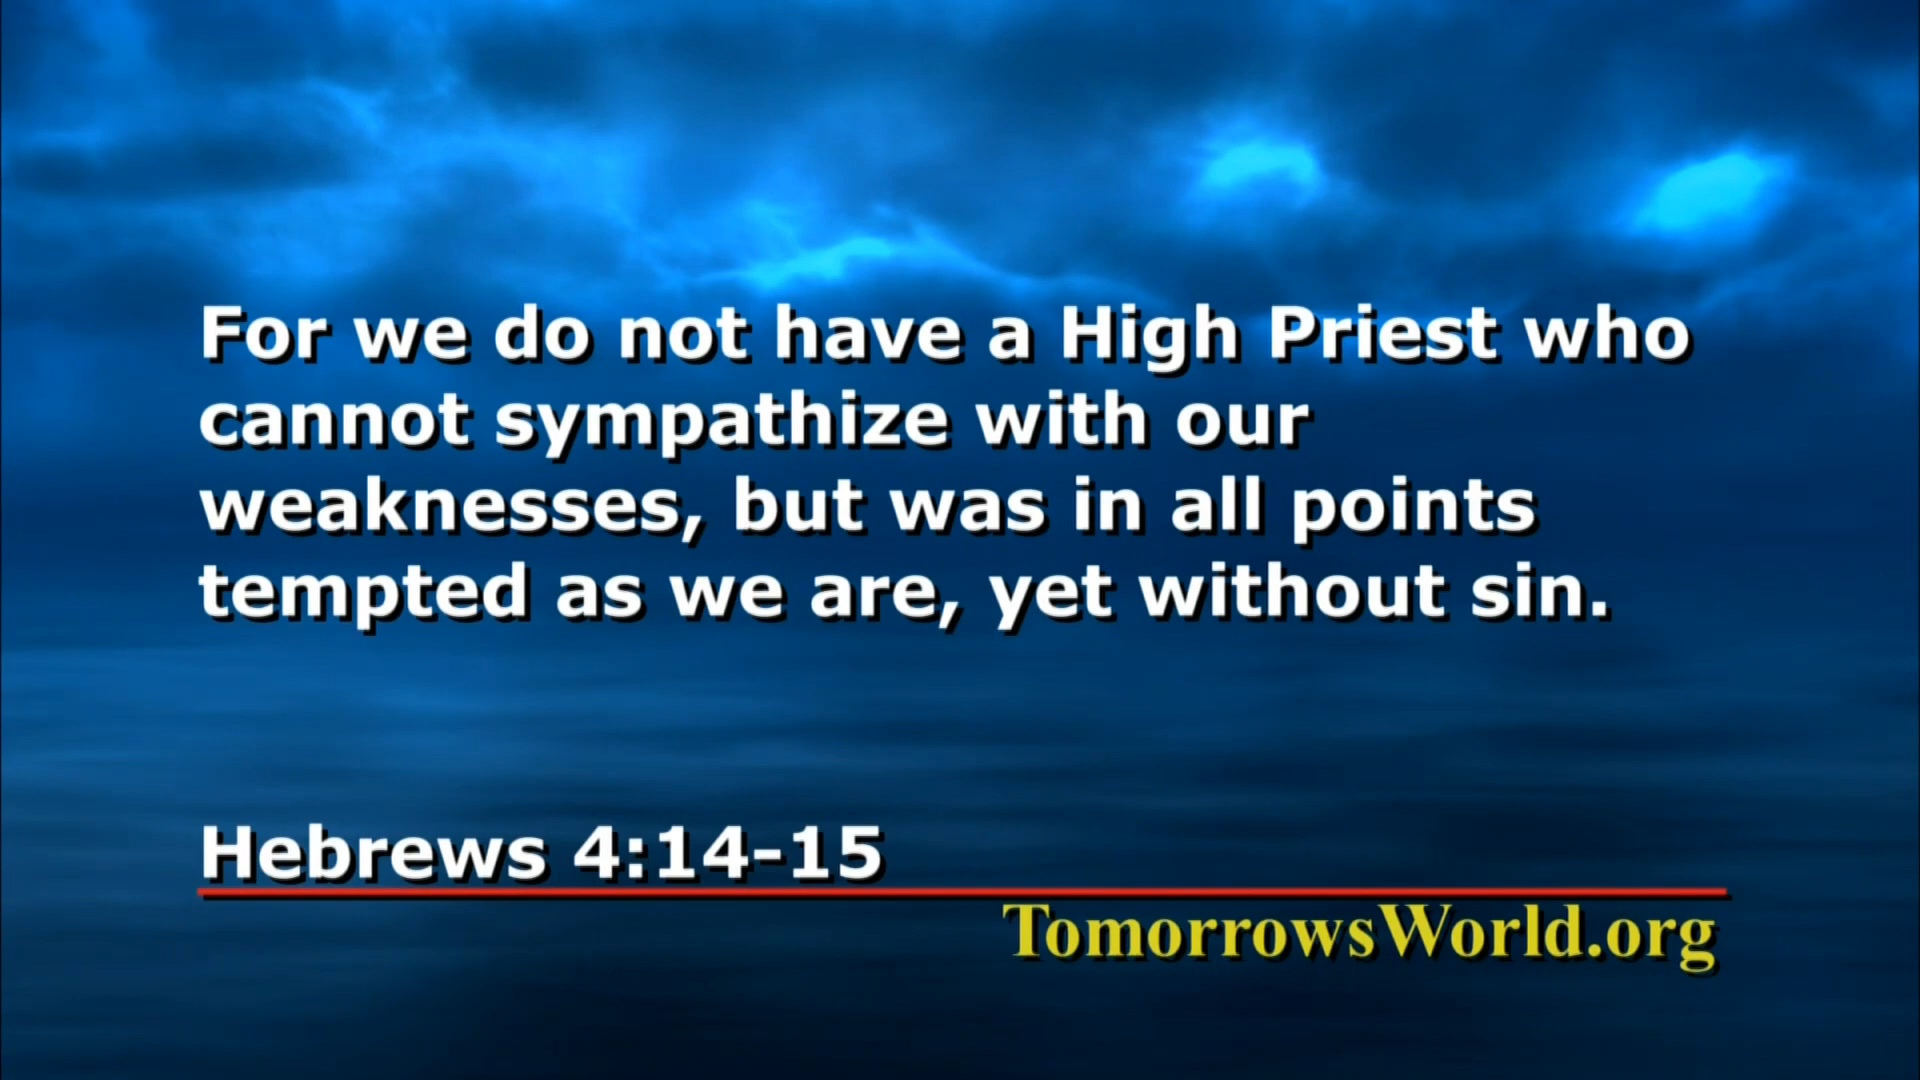 For we do not have a High Priest who
cannot sympathize with our
weaknesses, but was in all points
tempted as we are, yet without sin.
Hebrews 4:14-15
TomorrowsWorld.org